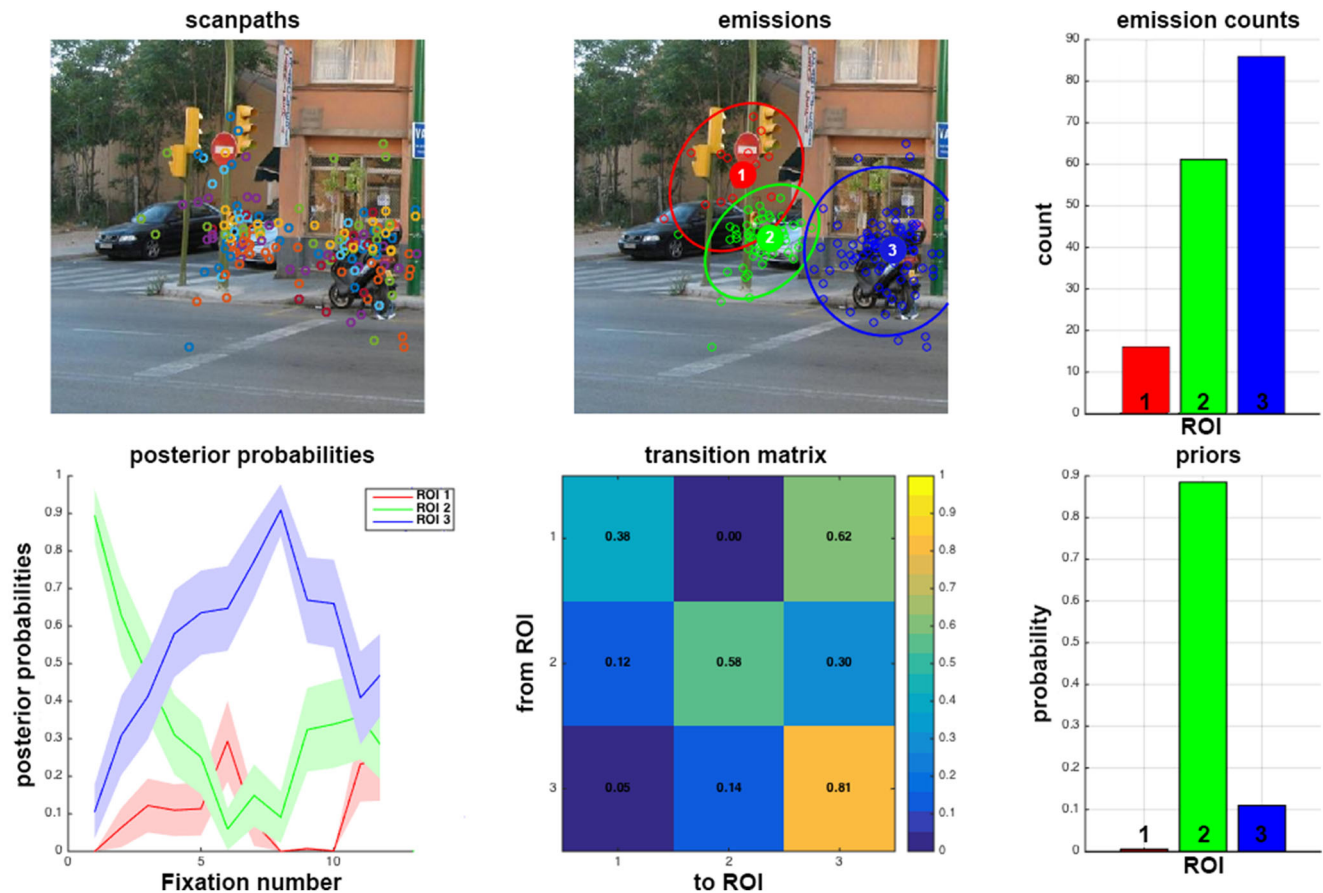 scanpaths
emissions
emission counts
VA
1
2
3
VA
count
90
80
70
60
50
40
30
20
10
0
1 2 3
ROI
posterior probabilities
posterior probabilities
1
0.9
0.8
0.7
0.6
0.5
0.4
0.3
0.2
0.1
0
ROI 1
ROI 2
ROI 3
0 5 10
Fixation number
transition matrix
from ROI
1
2
3
0.38 0.00 0.62
0.12 0.58 0.30
0.05 0.14 0.81
1 2 3
to ROI
1
0.9
0.8
0.7
0.6
0.5
0.4
0.3
0.2
0.1
0
priors
probability
0.9
0.8
0.7
0.6
0.5
0.4
0.3
0.2
0.1
0
1 2 3
ROI